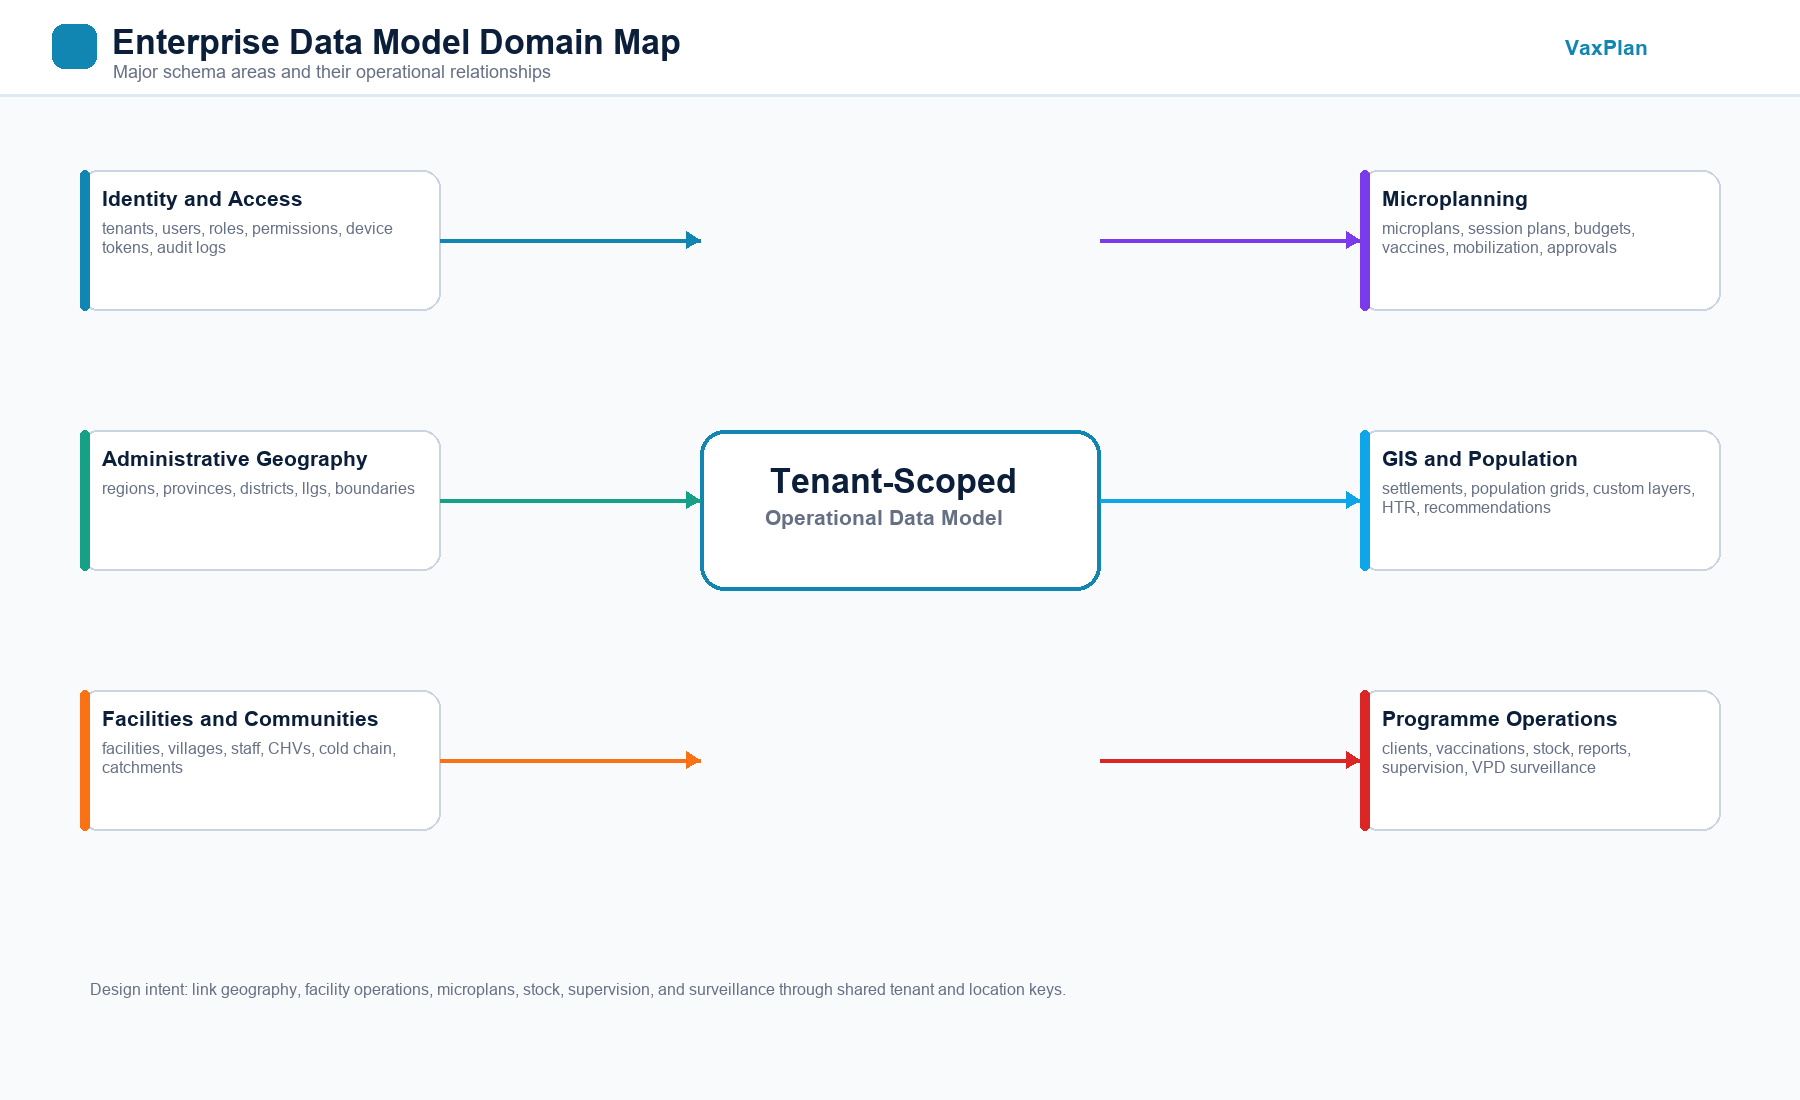 Enterprise Data Model Domain Map
Major schema areas and their operational relationships
VaxPlan
Identity and Access
tenants, users, roles, permissions, device
tokens, audit logs
Microplanning
microplans, session plans, budgets,
vaccines, mobilization, approvals
Administrative Geography
regions, provinces, districts, llgs, boundaries
Tenant-Scoped
Operational Data Model
GIS and Population
settlements, population grids, custom layers,
HTR, recommendations
Facilities and Communities
facilities, villages, staff, CHVs, cold chain,
catchments
Programme Operations
clients, vaccinations, stock, reports,
supervision, VPD surveillance
Design intent: link geography, facility operations, microplans, stock, supervision, and surveillance through shared tenant and location keys.